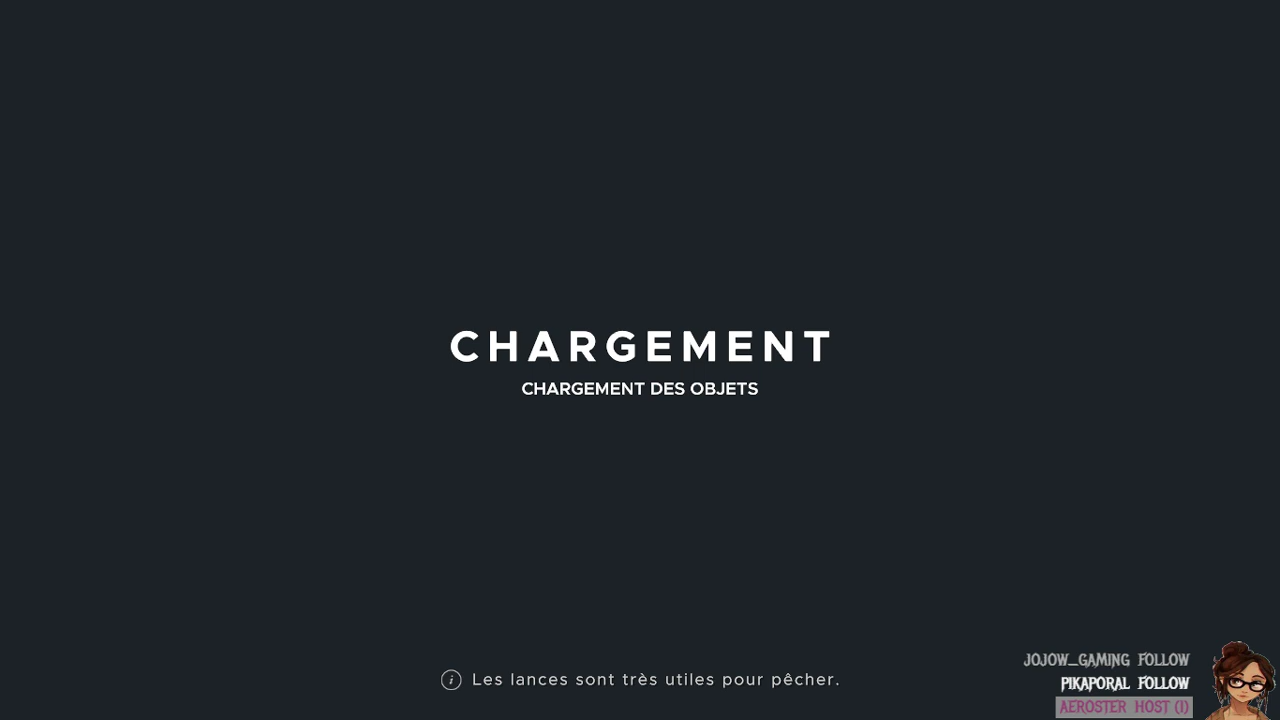 CHARGEMENT
CHARGEMENT DES OBJETS
Les lances sont très utiles pour pêcher.
JOJOW_GAMING FOLLOW
PIKAPORAL FOLLOW
AEROSTER HOST (1)